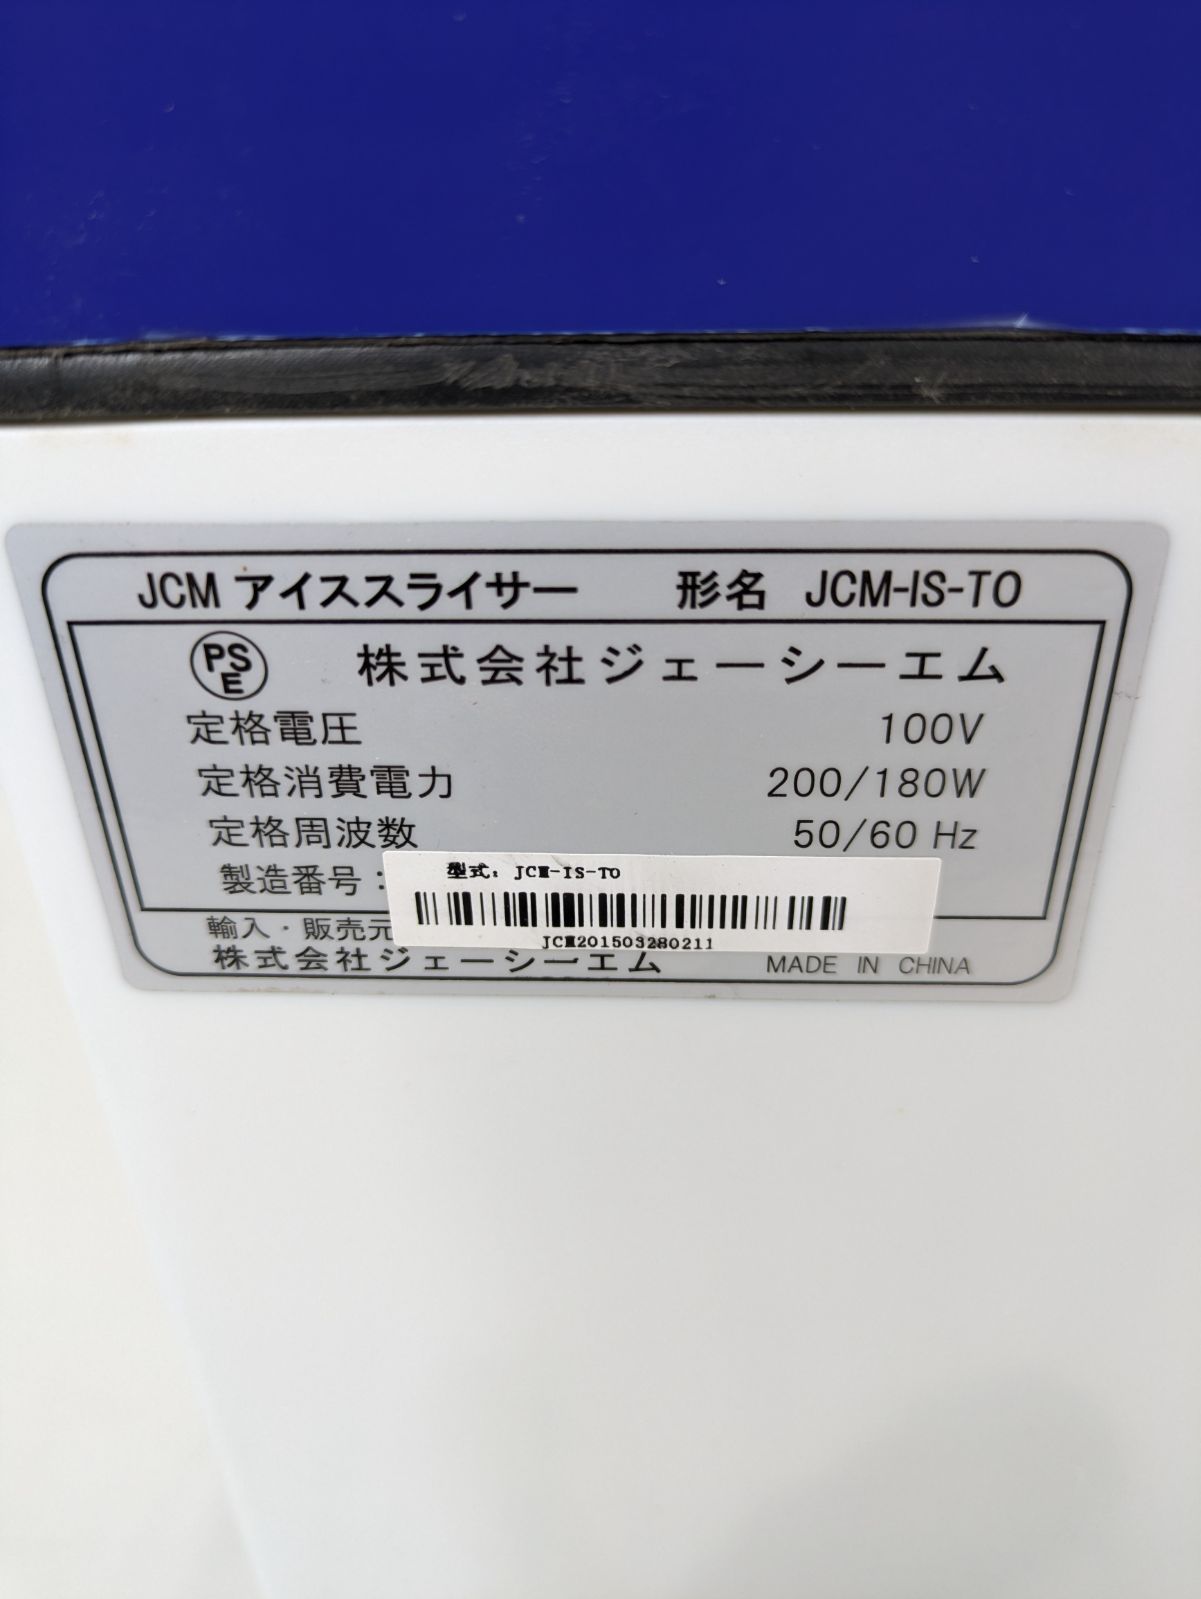 JCM アイススライサー 形名 JCM-IS-TO
PSE 株式会社ジェーシーエム
定格電圧 100V
定格消費電力 200/180W
定格周波数 50/60 Hz
製造番号:
型式: JCM-IS-TO
JCM201503280211
輸入・販売元
株式会社ジェーシーエム MADE IN CHINA